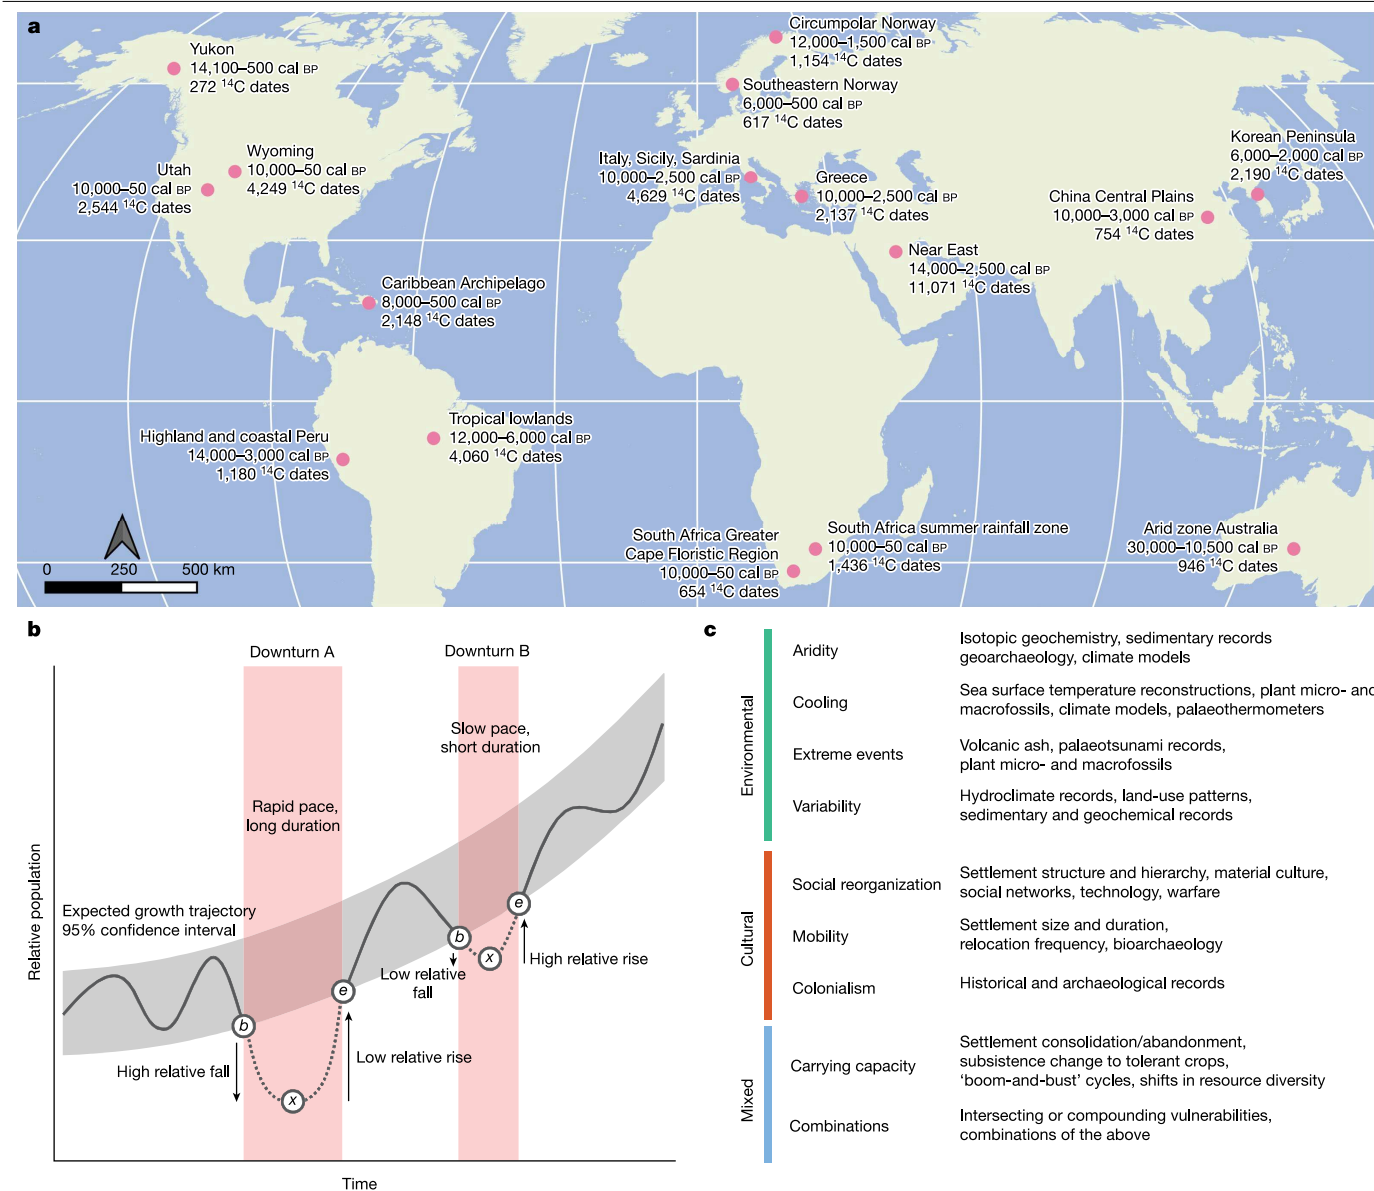 a
Circumpolar Norway
12,000–1,500 cal BP
1,154 ¹⁴C dates
Yukon
14,100–500 cal BP
272 ¹⁴C dates
Southeastern Norway
6,000–500 cal BP
617 ¹⁴C dates
Wyoming
10,000–50 cal BP
4,249 ¹⁴C dates
Utah
10,000–50 cal BP
2,544 ¹⁴C dates
Italy, Sicily, Sardinia
10,000–2,500 cal BP
4,629 ¹⁴C dates
Greece
10,000–2,500 cal BP
2,137 ¹⁴C dates
Korean Peninsula
6,000–2,000 cal BP
2,190 ¹⁴C dates
China Central Plains
10,000–3,000 cal BP
754 ¹⁴C dates
Near East
14,000–2,500 cal BP
11,071 ¹⁴C dates
Caribbean Archipelago
8,000–500 cal BP
2,148 ¹⁴C dates
Tropical lowlands
12,000–6,000 cal BP
4,060 ¹⁴C dates
Highland and coastal Peru
14,000–3,000 cal BP
1,180 ¹⁴C dates
South Africa Greater
Cape Floristic Region
10,000–50 cal BP
654 ¹⁴C dates
South Africa summer rainfall zone
10,000–50 cal BP
1,436 ¹⁴C dates
Arid zone Australia
30,000–10,500 cal BP
946 ¹⁴C dates
0 250 500 km
b
Downturn A
Downturn B
Slow pace,
short duration
Rapid pace,
long duration
Expected growth trajectory
95% confidence interval
Relative population
b
x
e
b
x
e
High relative fall
Low relative rise
Low relative
fall
High relative rise
Time
c
Environmental
Aridity
Isotopic geochemistry, sedimentary records
geoarchaeology, climate models
Cooling
Sea surface temperature reconstructions, plant micro- and
macrofossils, climate models, palaeothermometers
Extreme events
Volcanic ash, palaeotsunami records,
plant micro- and macrofossils
Variability
Hydroclimate records, land-use patterns,
sedimentary and geochemical records
Cultural
Social reorganization
Settlement structure and hierarchy, material culture,
social networks, technology, warfare
Mobility
Settlement size and duration,
relocation frequency, bioarchaeology
Colonialism
Historical and archaeological records
Mixed
Carrying capacity
Settlement consolidation/abandonment,
subsistence change to tolerant crops,
‘boom-and-bust’ cycles, shifts in resource diversity
Combinations
Intersecting or compounding vulnerabilities,
combinations of the above